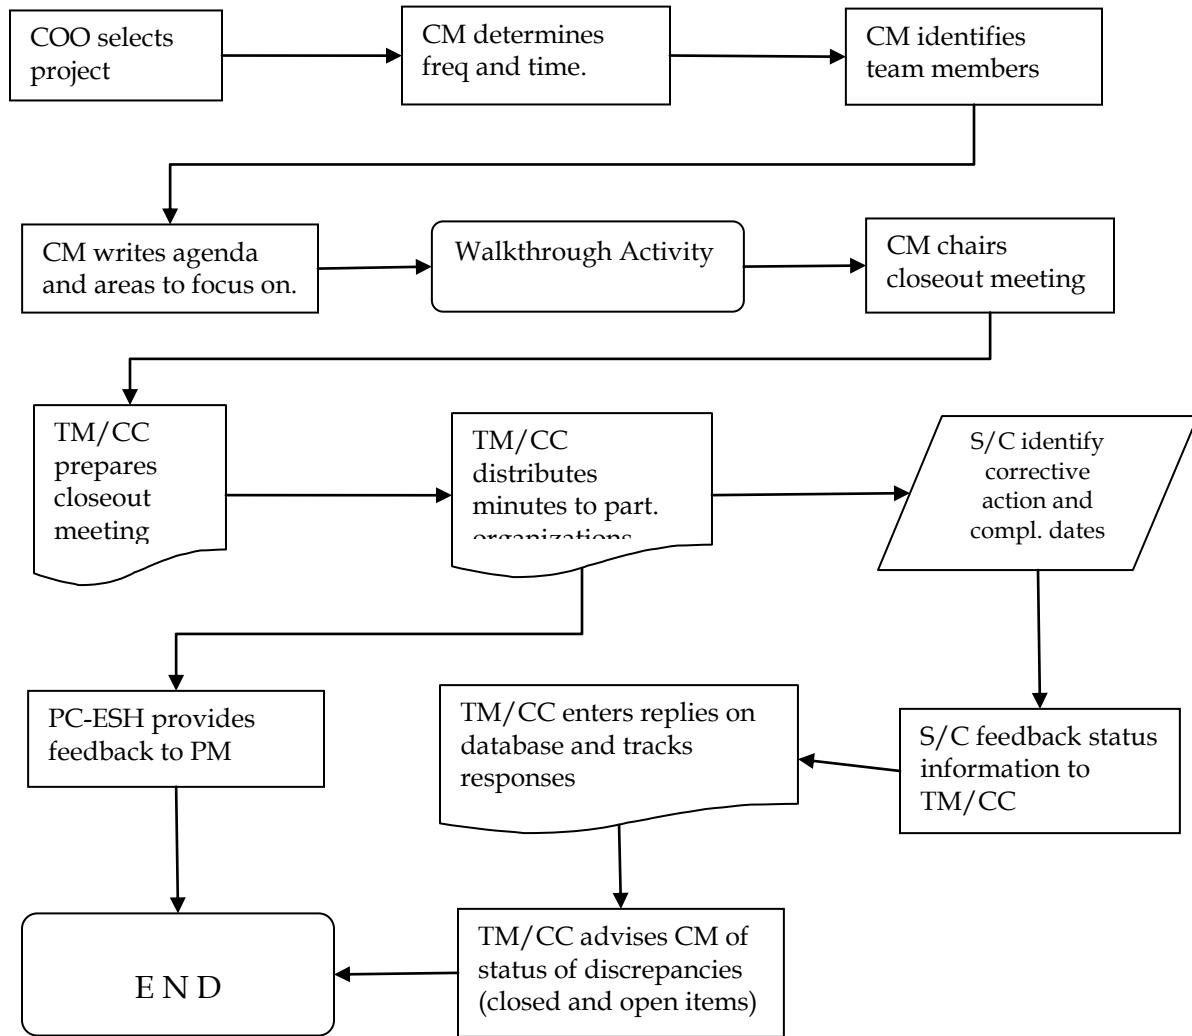 COO selects
project
CM determines
freq and time.
CM identifies
team members
CM writes agenda
and areas to focus on.
Walkthrough Activity
CM chairs
closeout meeting
TM/CC
prepares
closeout
meeting
TM/CC
distributes
minutes to part.
organizations
S/C identify
corrective
action and
compl. dates
PC-ESH provides
feedback to PM
TM/CC enters replies on
database and tracks
responses
S/C feedback status
information to
TM/CC
E N D
TM/CC advises CM of
status of discrepancies
(closed and open items)